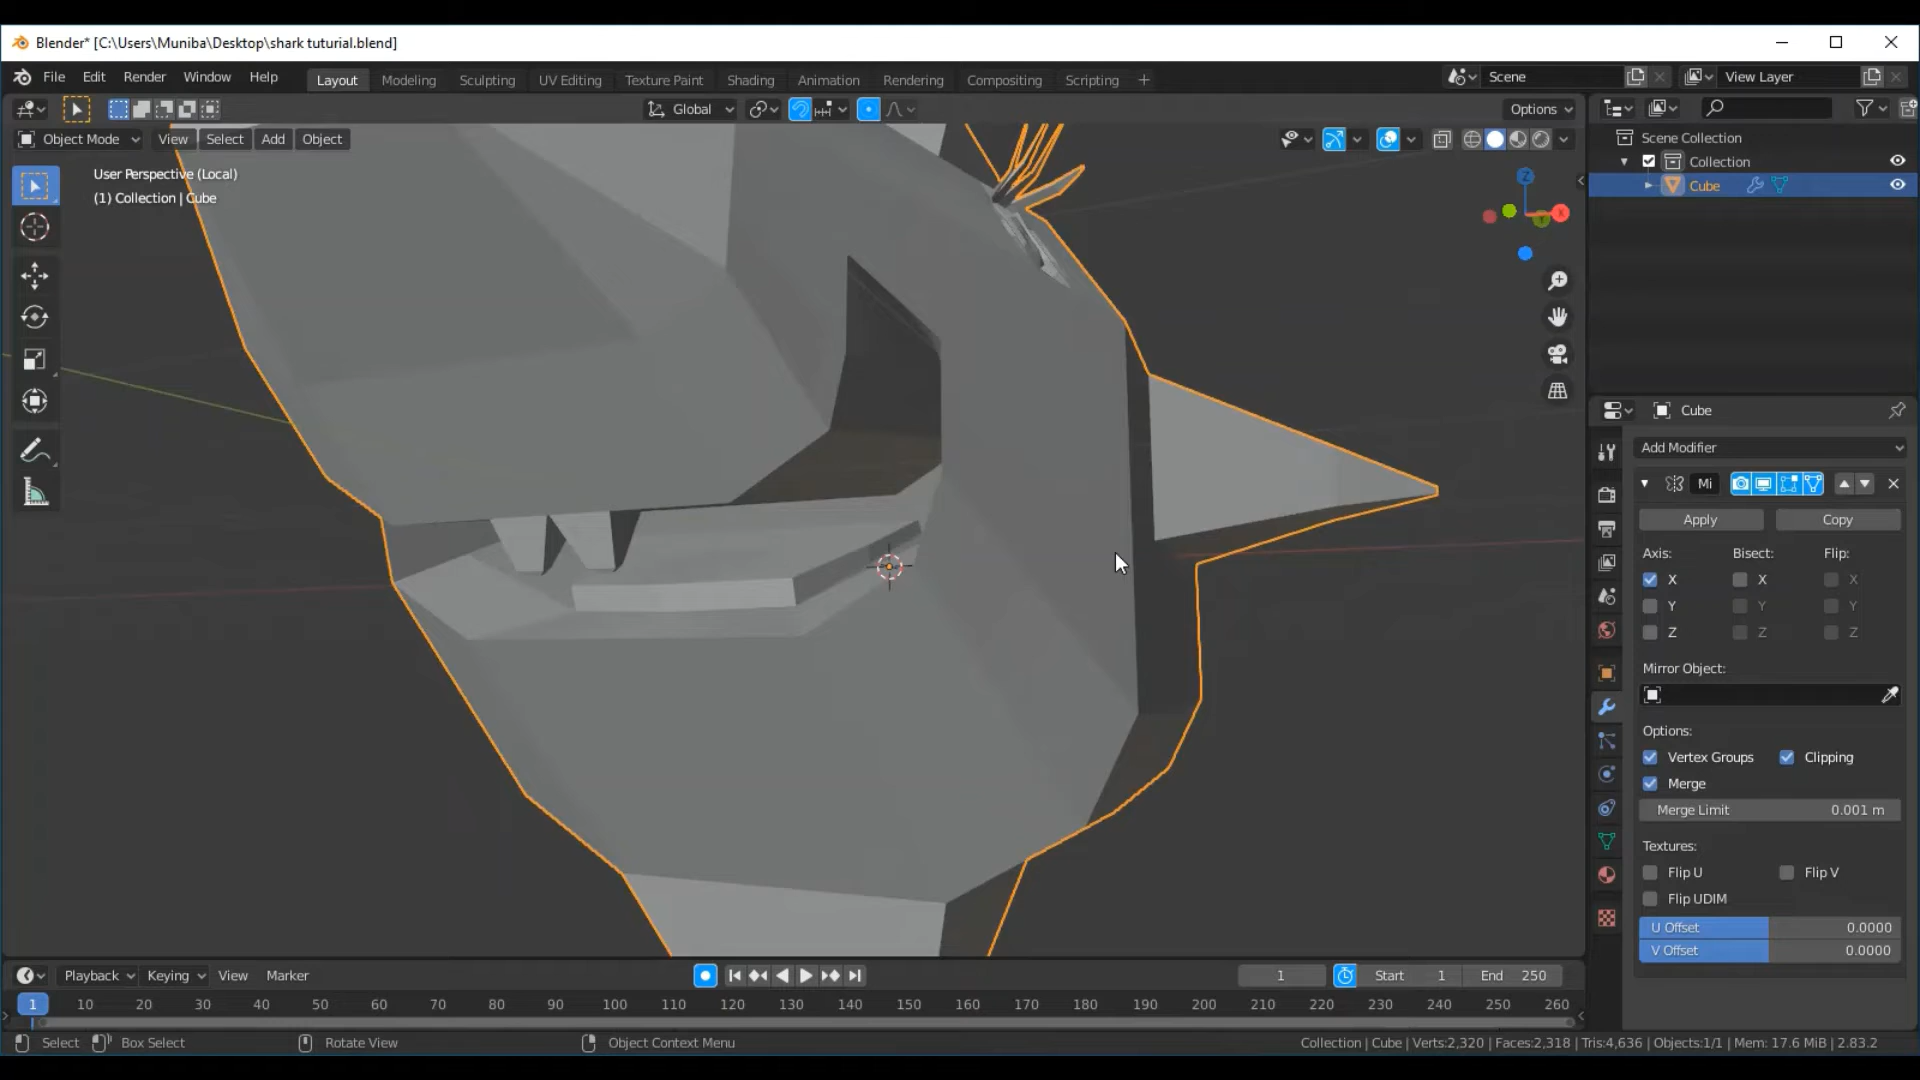 Blender* [C:\Users\Muniba\Desktop\shark tuturial.blend]
File Edit Render Window Help Layout Modeling Sculpting UV Editing Texture Paint Shading Animation Rendering Compositing Scripting + Scene View Layer
Global Options
Object Mode View Select Add Object
User Perspective (Local)
(1) Collection | Cube
Z
X
Y
Scene Collection
Collection
Cube
Cube
Add Modifier
Mi
Apply Copy
Axis: Bisect: Flip:
X X X
Y Y Y
Z Z Z
Mirror Object:
Options:
Vertex Groups Clipping
Merge
Merge Limit 0.001 m
Textures:
Flip U Flip V
Flip UDIM
U Offset 0.0000
V Offset 0.0000
Playback Keying View Marker 1 Start 1 End 250
1 10 20 30 40 50 60 70 80 90 100 110 120 130 140 150 160 170 180 190 200 210 220 230 240 250 260
Select Box Select Rotate View Object Context Menu Collection | Cube | Verts:2,320 | Faces:2,318 | Tris:4,636 | Objects:1/1 | Mem: 17.6 MiB | 2.83.2